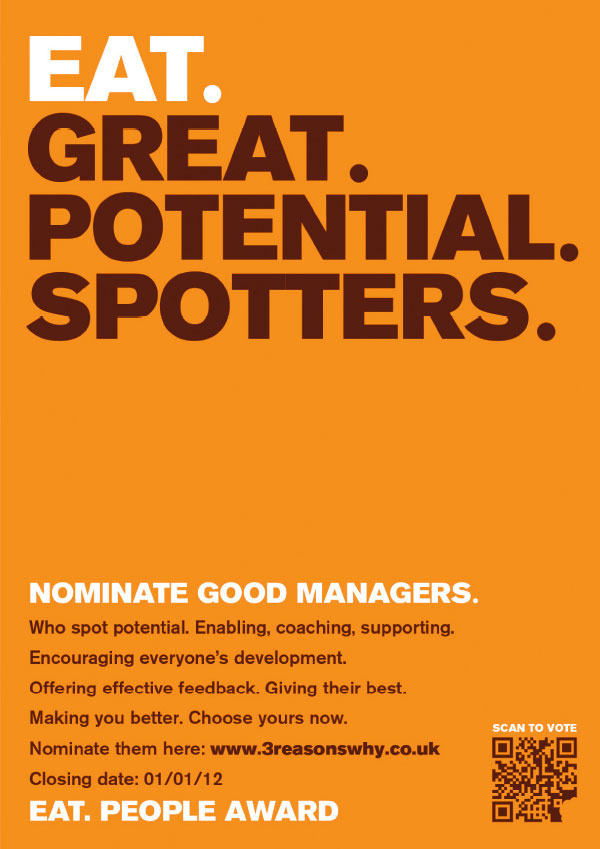 EAT.
GREAT.
POTENTIAL.
SPOTTERS.
NOMINATE GOOD MANAGERS.
Who spot potential. Enabling, coaching, supporting.
Encouraging everyone’s development.
Offering effective feedback. Giving their best.
Making you better. Choose yours now.
Nominate them here: www.3reasonswhy.co.uk
Closing date: 01/01/12
EAT. PEOPLE AWARD
SCAN TO VOTE